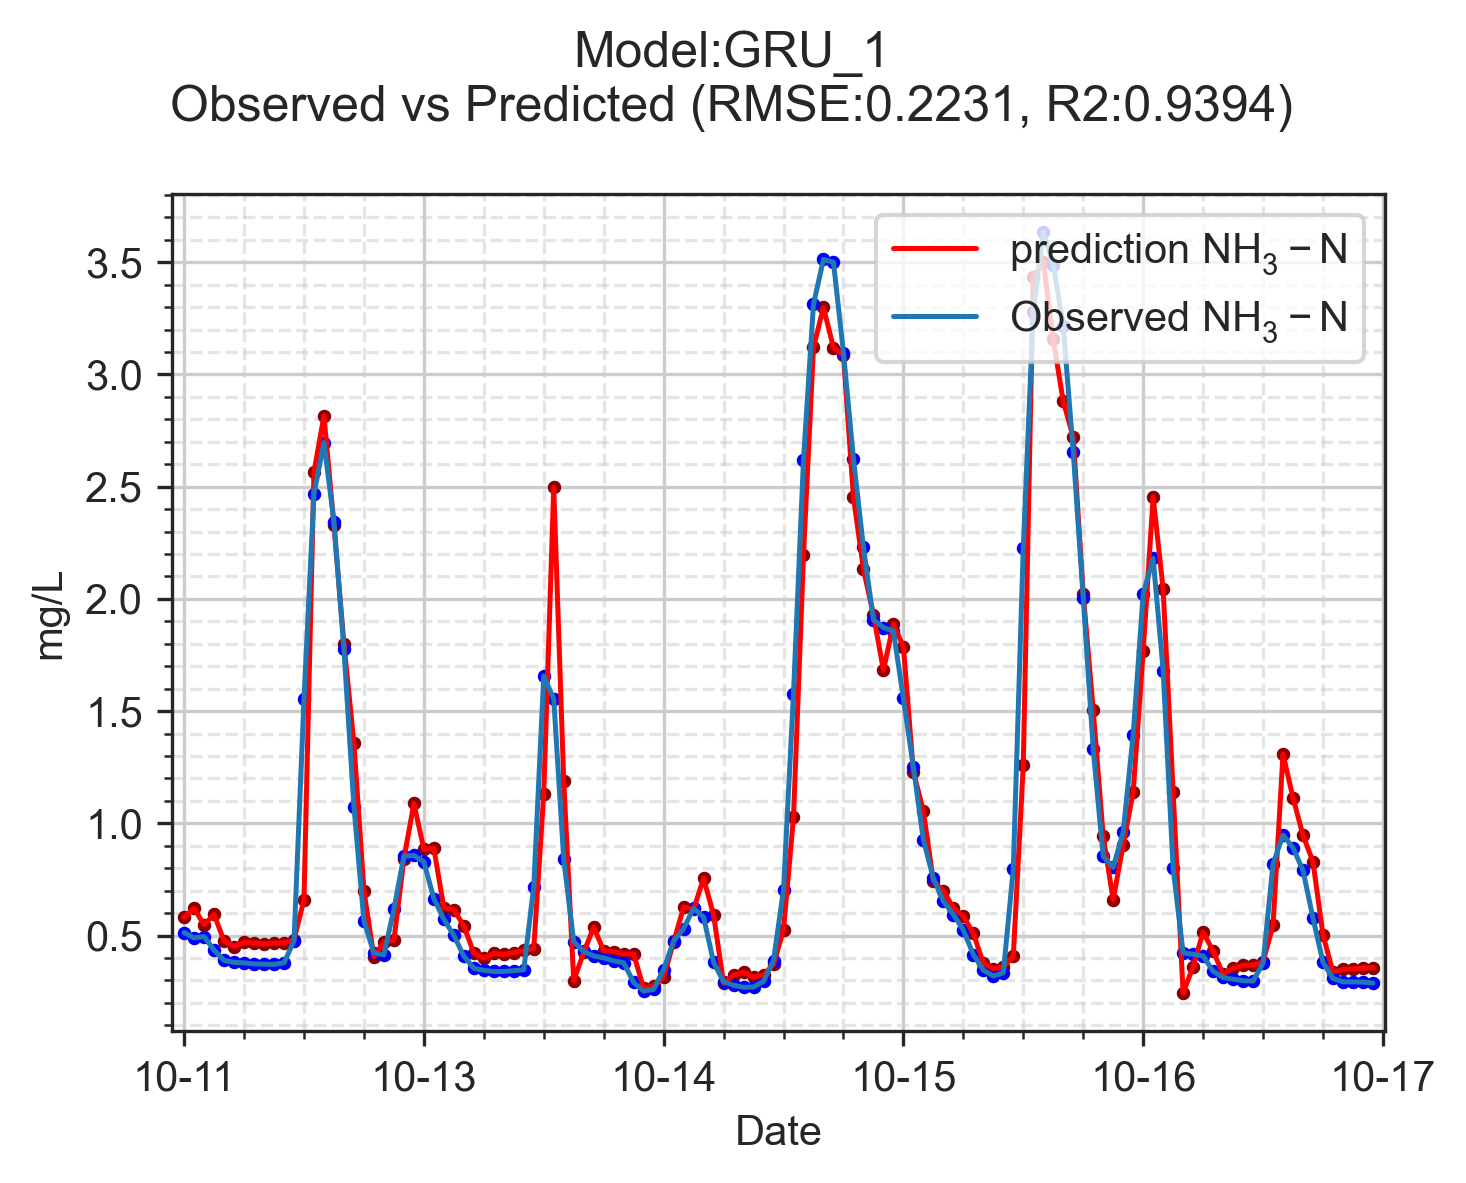 Model:GRU_1
Observed vs Predicted (RMSE:0.2231, R2:0.9394)
prediction NH₃ − N
Observed NH₃ − N
3.5
3.0
2.5
2.0
1.5
1.0
0.5
mg/L
10-11 10-13 10-14 10-15 10-16 10-17
Date